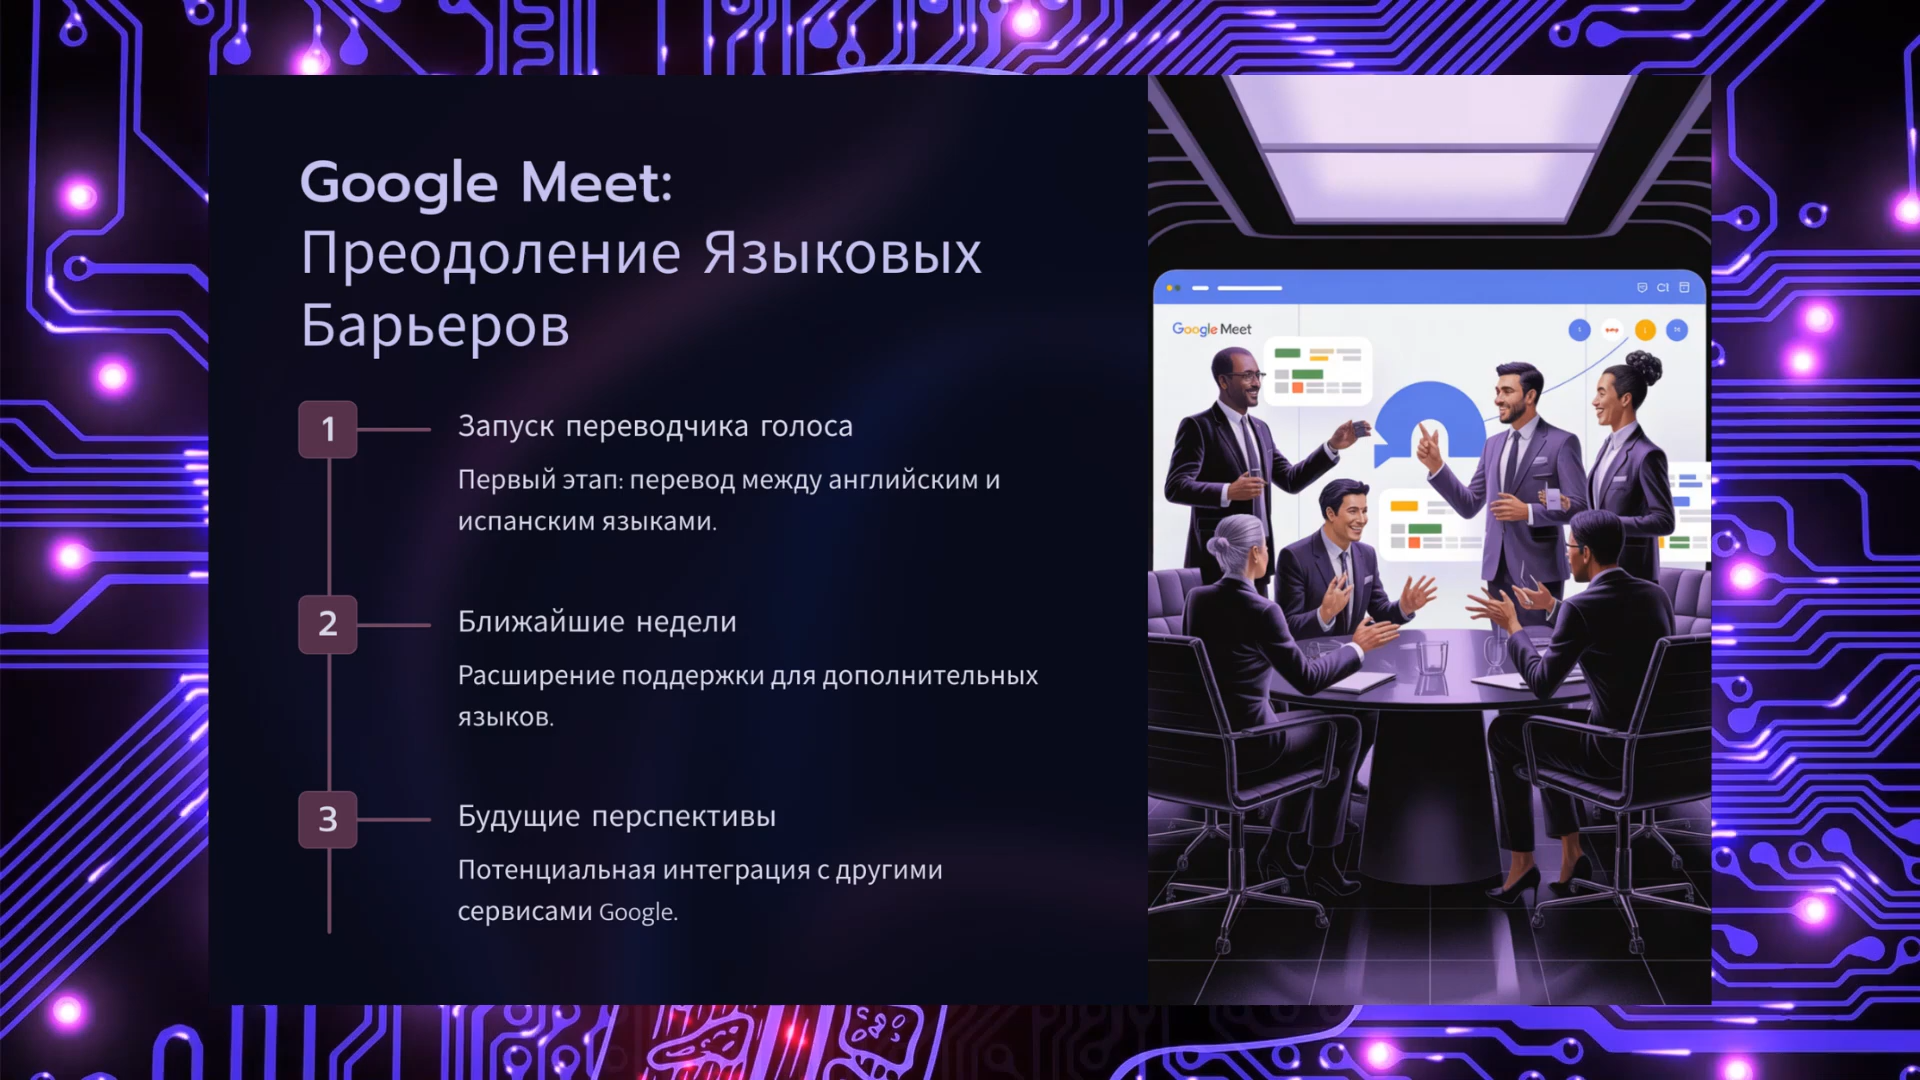 Google Meet:
Преодоление Языковых
Барьеров
1
Запуск переводчика голоса
Первый этап: перевод между английским и
испанским языками.
2
Ближайшие недели
Расширение поддержки для дополнительных
языков.
3
Будущие перспективы
Потенциальная интеграция с другими
сервисами Google.
Google Meet